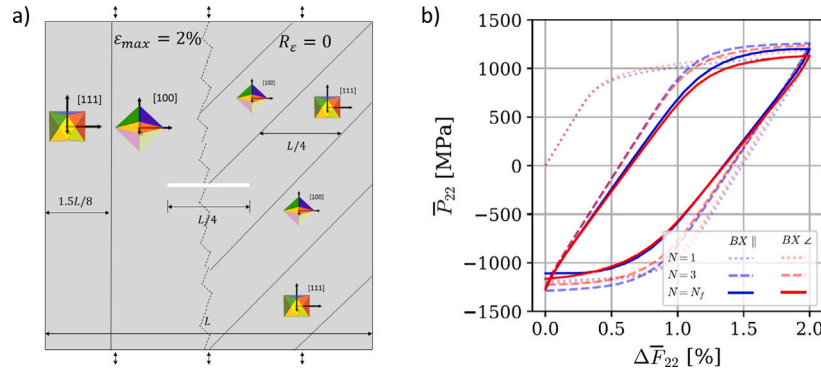 a)
ε_max = 2%
R_ε = 0
[111]
[100]
[100]
[111]
L/4
1.5L/8
L/4
[100]
[111]
L
b)
P̅22 [MPa]
1500
1000
500
0
−500
−1000
−1500
BX ∥ BX ∠
N = 1
N = 3
N = N_f
0.0 0.5 1.0 1.5 2.0
ΔF̅22 [%]